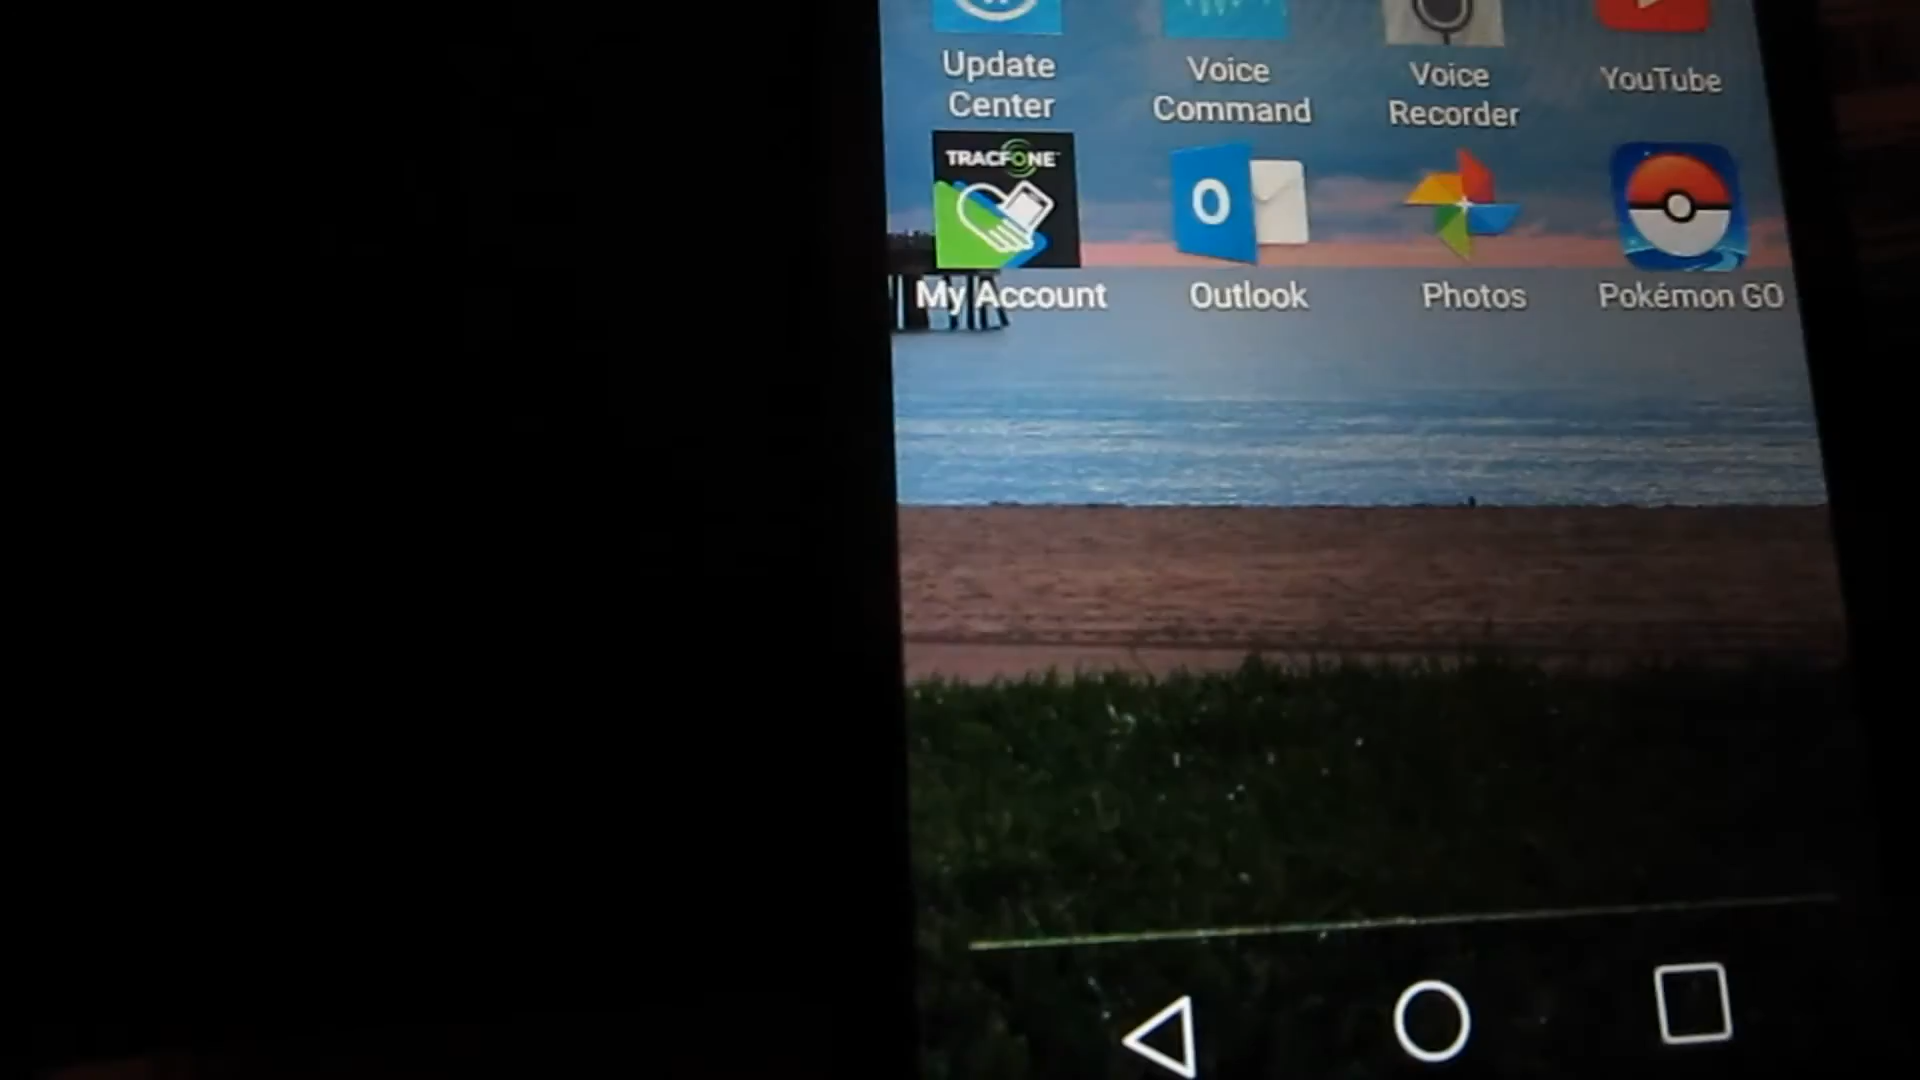 Update
Center
Voice
Command
Voice
Recorder
YouTube
TRACFONE
O
My Account
Outlook
Photos
Pokémon GO